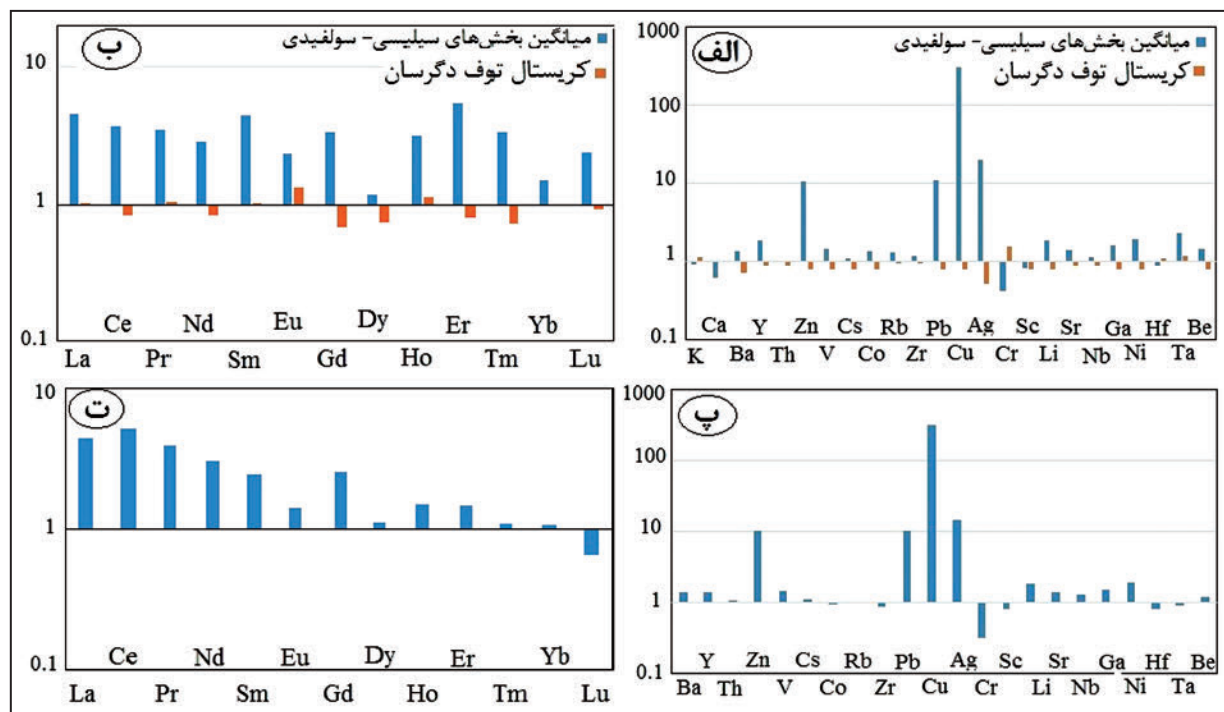 الف
میانگین بخش‌های سیلیسی- سولفیدی
کریستال توف دگرسان
1000
100
10
1
0.1
Ca Y Zn Cs Rb Pb Ag Sc Sr Ga Hf Be
K Ba Th V Co Zr Cu Cr Li Nb Ni Ta
ب
میانگین بخش‌های سیلیسی- سولفیدی
کریستال توف دگرسان
10
1
0.1
Ce Nd Eu Dy Er Yb
La Pr Sm Gd Ho Tm Lu
پ
1000
100
10
1
0.1
Y Zn Cs Rb Pb Ag Sc Sr Ga Hf Be
Ba Th V Co Zr Cu Cr Li Nb Ni Ta
ت
10
1
0.1
Ce Nd Eu Dy Er Yb
La Pr Sm Gd Ho Tm Lu